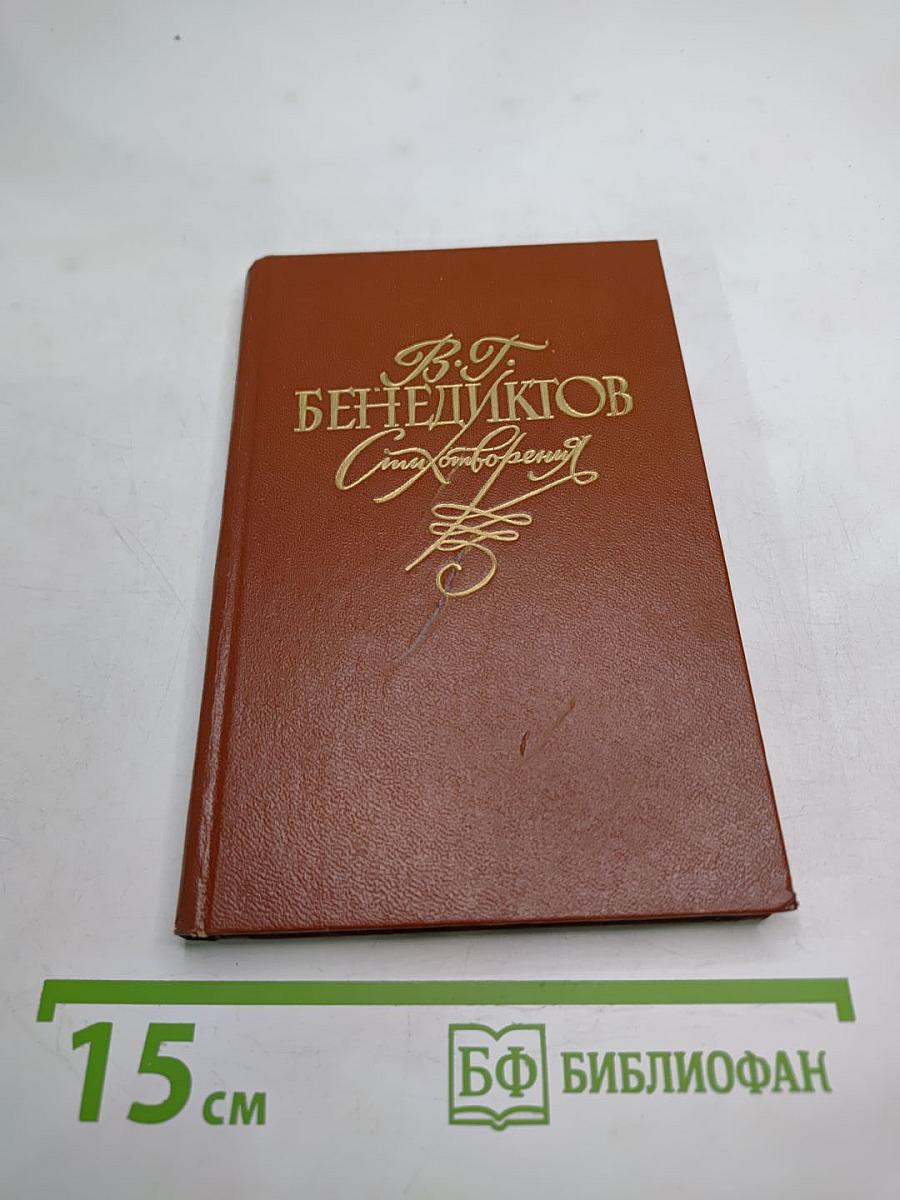 В. Г.
БЕНЕДИКТОВ
Стихотворения
15 см
БФ БИБЛИОФАН